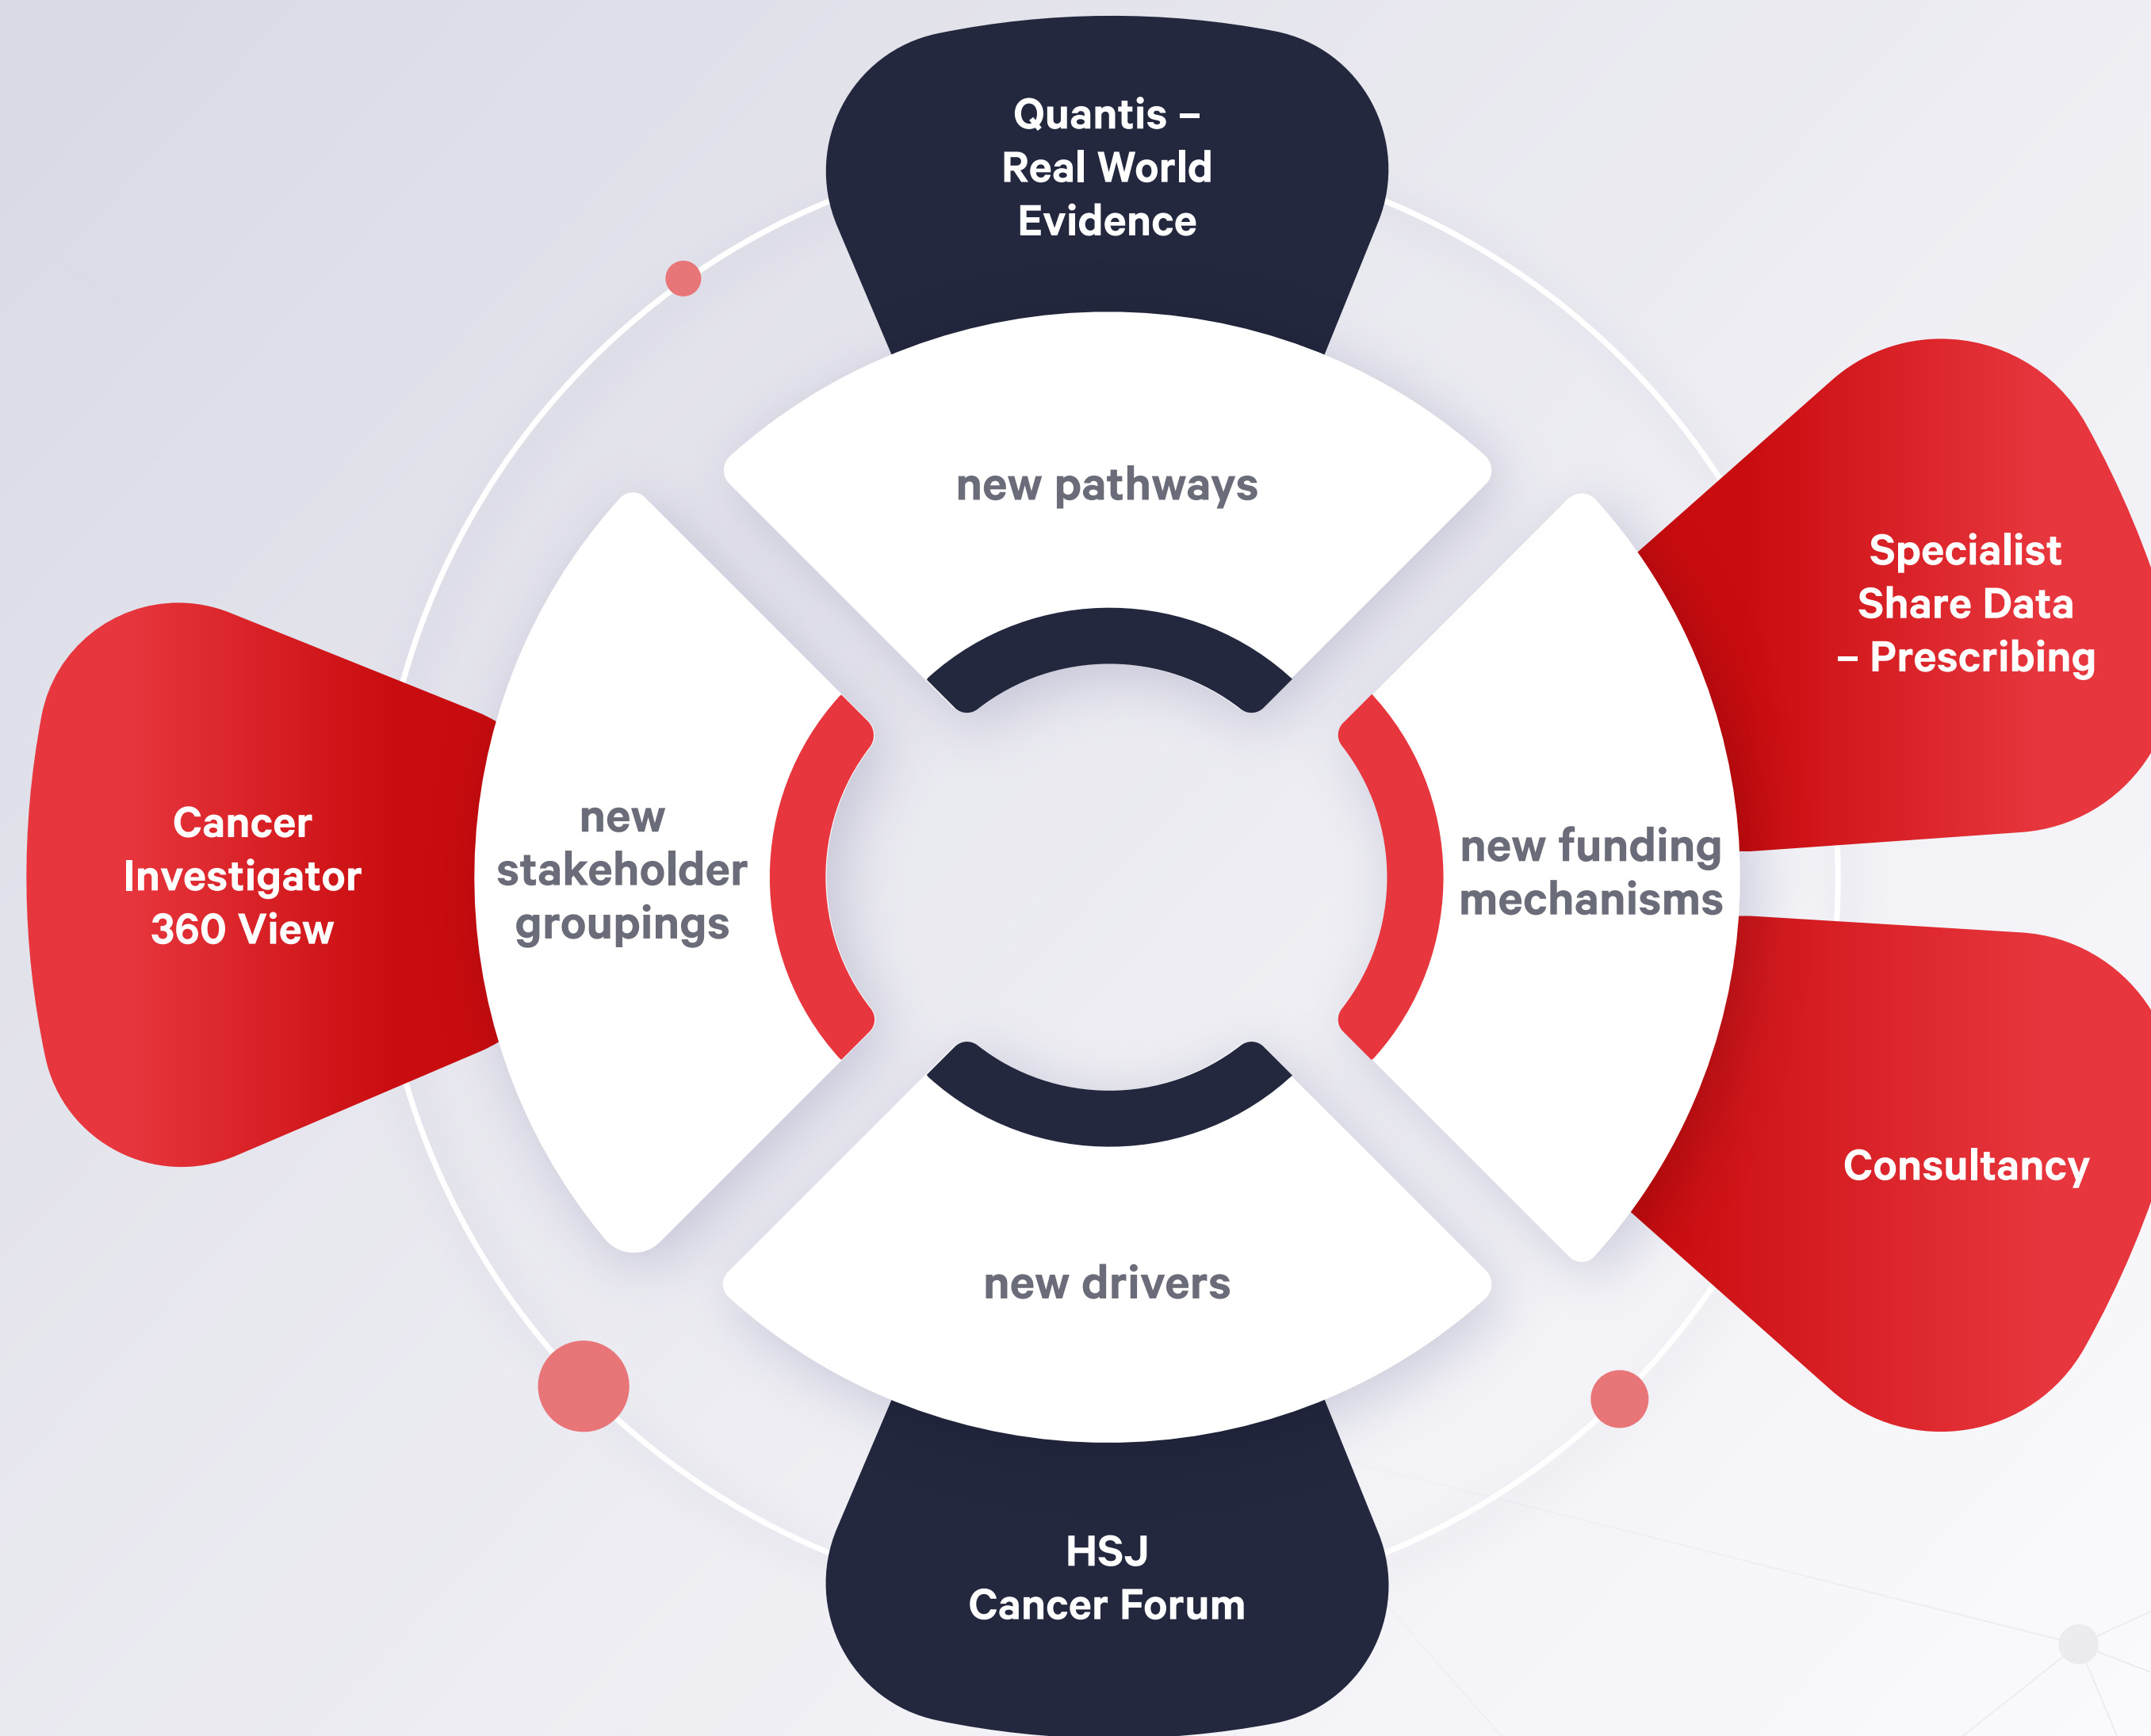 Quantis –
Real World
Evidence
new pathways
Specialist
Share Data
– Prescribing
Cancer
Investigator
360 View
new
stakeholder
groupings
new funding
mechanisms
Consultancy
new drivers
HSJ
Cancer Forum